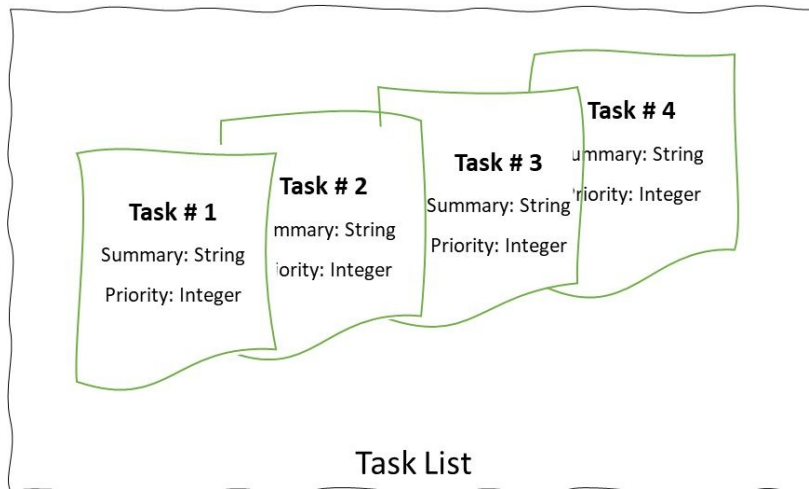 Task # 1
Summary: String
Priority: Integer
Task # 2
mmary: String
iority: Integer
Task # 3
Summary: String
Priority: Integer
Task # 4
ummary: String
riority: Integer
Task List